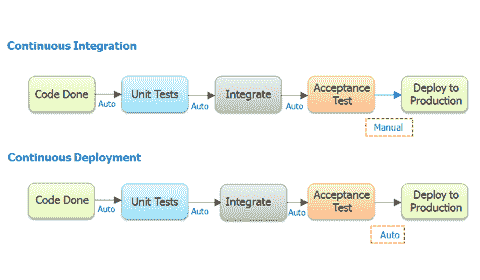 Continuous Integration
Code Done
Auto
Unit Tests
Auto
Integrate
Auto
Acceptance
Test
Manual
Deploy to
Production
Continuous Deployment
Code Done
Auto
Unit Tests
Auto
Integrate
Auto
Acceptance
Test
Auto
Deploy to
Production